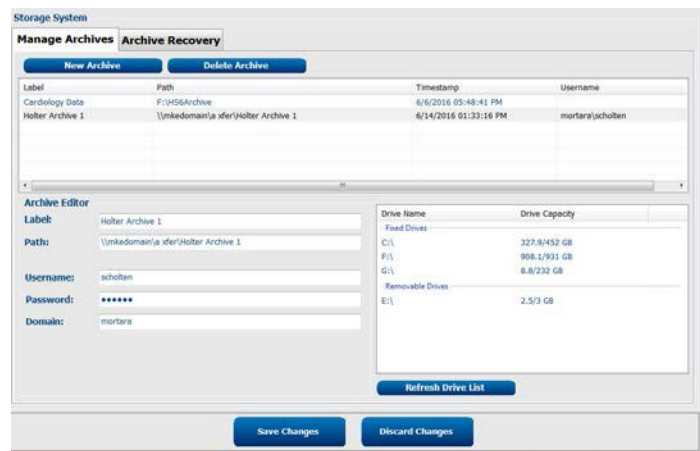 Storage System
Manage Archives Archive Recovery
New Archive Delete Archive
Label Path Timestamp Username
Cardiology Data F:\HS6Archive 6/6/2016 05:48:41 PM
Holter Archive 1 \\mkedomain\a xfer\Holter Archive 1 6/14/2016 01:33:16 PM mortara\scholten
Archive Editor
Label: Holter Archive 1
Path: \\mkedomain\a xfer\Holter Archive 1
Username: scholten
Password: ••••••
Domain: mortara
Drive Name Drive Capacity
Fixed Drives
C:\ 327.9/452 GB
F:\ 908.1/931 GB
G:\ 6.8/232 GB
Removable Drives
E:\ 2.5/3 GB
Refresh Drive List
Save Changes Discard Changes